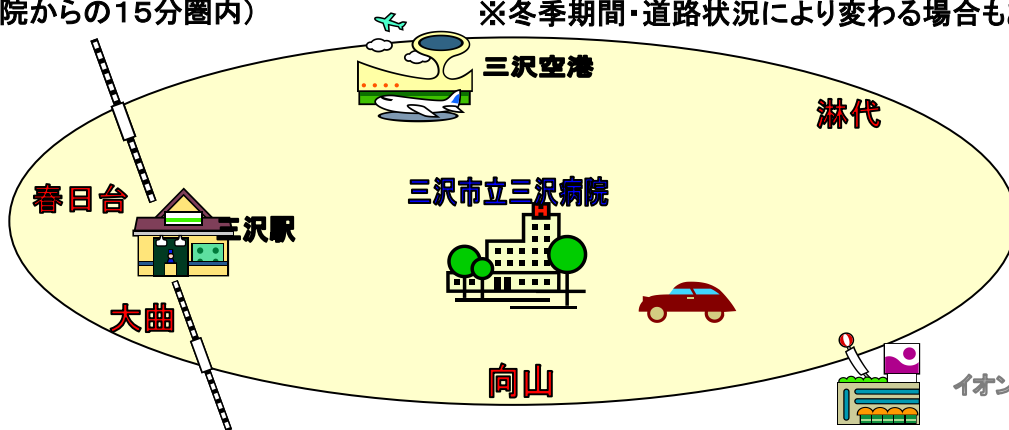 院からの１５分圏内）
※冬季期間・道路状況により変わる場合も
三沢空港
淋代
春日台
三沢市立三沢病院
H
三沢駅
大曲
向山
イオン